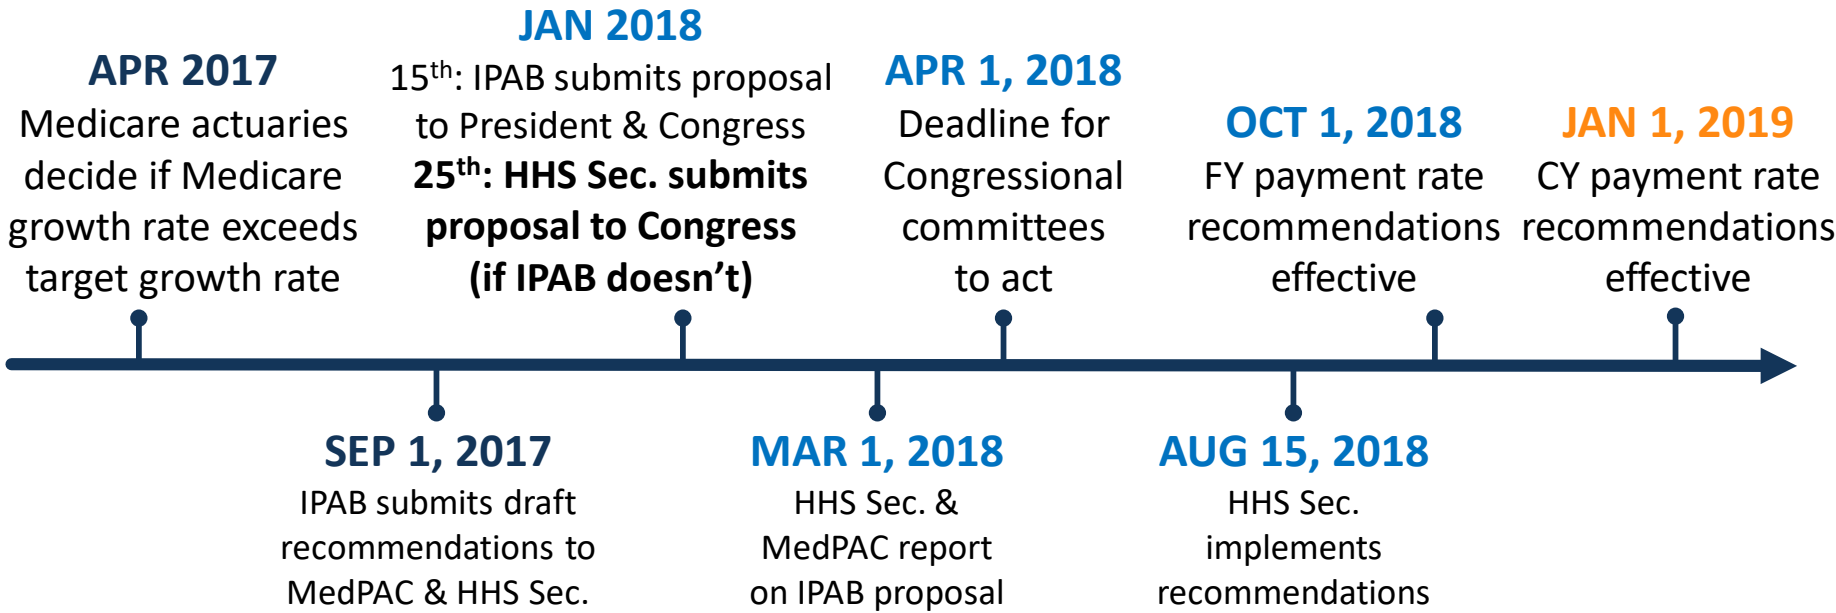 APR 2017
Medicare actuaries
decide if Medicare
growth rate exceeds
target growth rate
SEP 1, 2017
IPAB submits draft
recommendations to
MedPAC & HHS Sec.
JAN 2018
15th: IPAB submits proposal
to President & Congress
25th: HHS Sec. submits
proposal to Congress
(if IPAB doesn’t)
MAR 1, 2018
HHS Sec. &
MedPAC report
on IPAB proposal
APR 1, 2018
Deadline for
Congressional
committees
to act
AUG 15, 2018
HHS Sec.
implements
recommendations
OCT 1, 2018
FY payment rate
recommendations
effective
JAN 1, 2019
CY payment rate
recommendations
effective